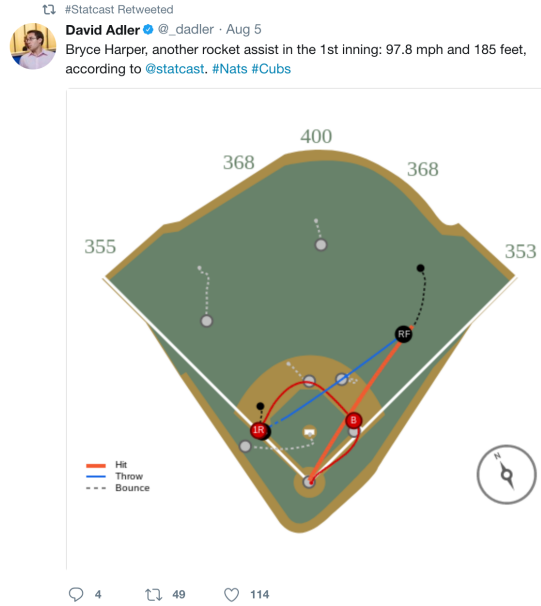 #Statcast Retweeted
David Adler @_dadler · Aug 5
Bryce Harper, another rocket assist in the 1st inning: 97.8 mph and 185 feet,
according to @statcast. #Nats #Cubs
400
368
368
355
353
RF
B
1R
N
Hit
Throw
Bounce
4 49 114